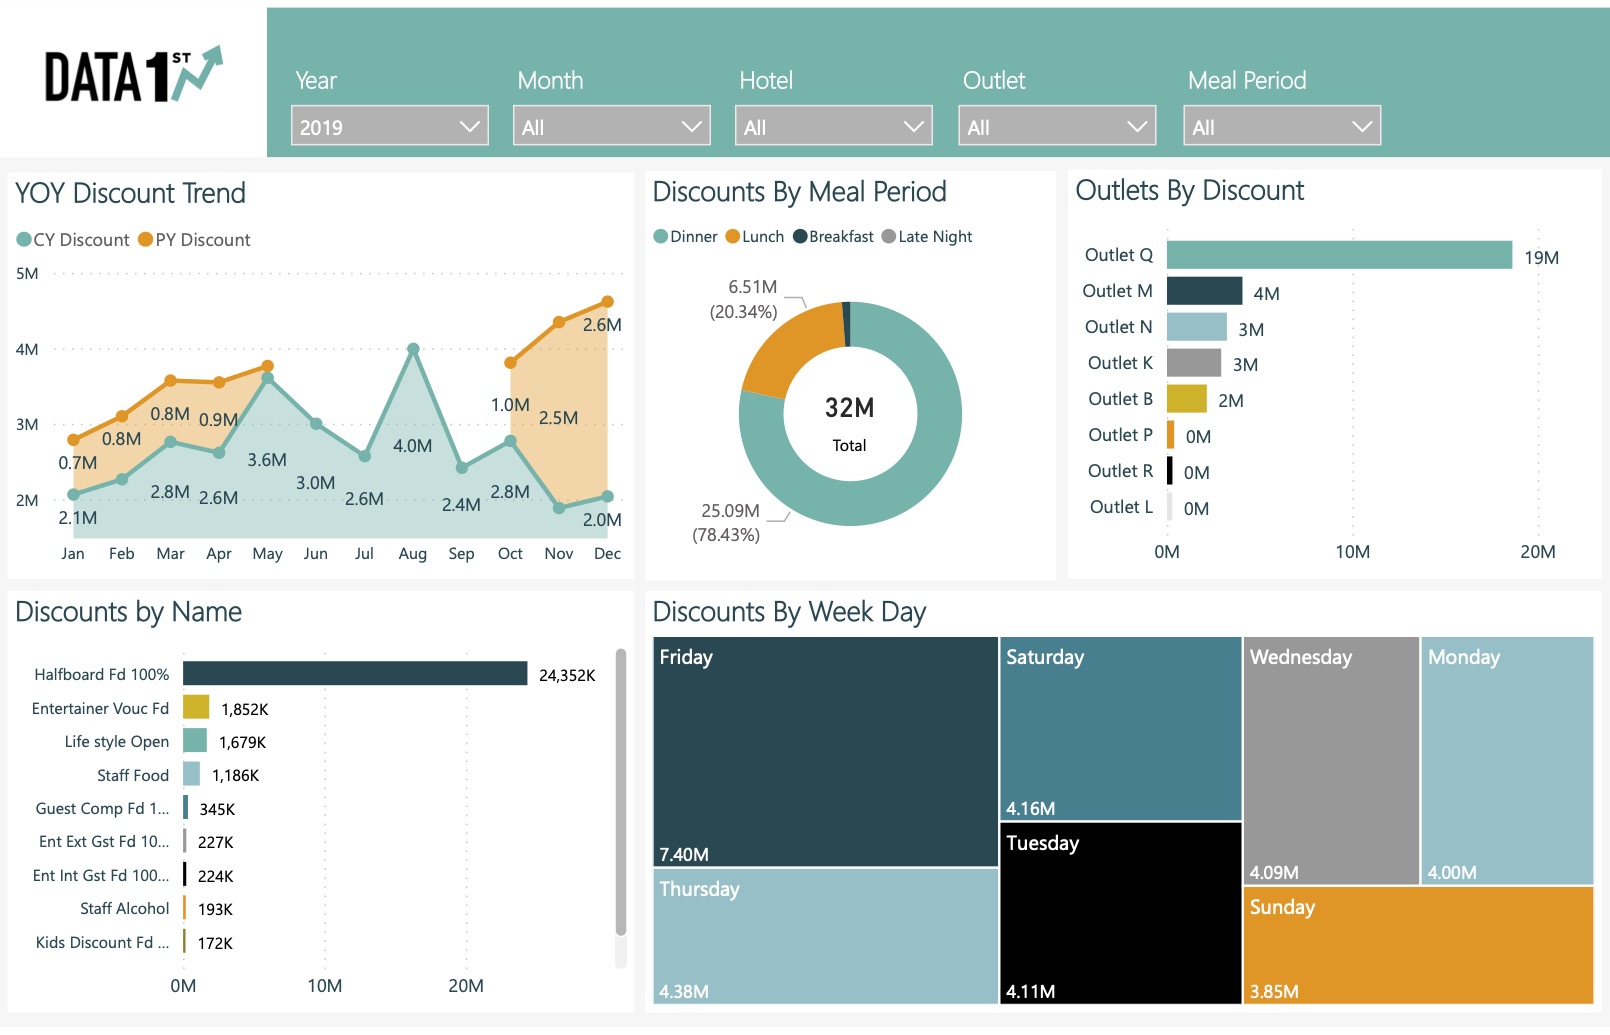 DATA 1ST
Year Month Hotel Outlet Meal Period
2019 All All All All
YOY Discount Trend
CY Discount PY Discount
5M
4M
3M
2M
2.6M
0.8M 0.9M
1.0M
2.5M
0.8M
0.7M
4.0M
3.6M
3.0M
2.8M 2.6M
2.6M
2.4M
2.8M
2.1M
2.0M
Jan Feb Mar Apr May Jun Jul Aug Sep Oct Nov Dec
Discounts By Meal Period
Dinner Lunch Breakfast Late Night
6.51M
(20.34%)
32M
Total
25.09M
(78.43%)
Outlets By Discount
Outlet Q 19M
Outlet M 4M
Outlet N 3M
Outlet K 3M
Outlet B 2M
Outlet P 0M
Outlet R 0M
Outlet L 0M
0M 10M 20M
Discounts by Name
Halfboard Fd 100% 24,352K
Entertainer Vouc Fd 1,852K
Life style Open 1,679K
Staff Food 1,186K
Guest Comp Fd 1... 345K
Ent Ext Gst Fd 10... 227K
Ent Int Gst Fd 100... 224K
Staff Alcohol 193K
Kids Discount Fd ... 172K
0M 10M 20M
Discounts By Week Day
Friday
7.40M
Thursday
4.38M
Saturday
4.16M
Tuesday
4.11M
Wednesday
4.09M
Monday
4.00M
Sunday
3.85M